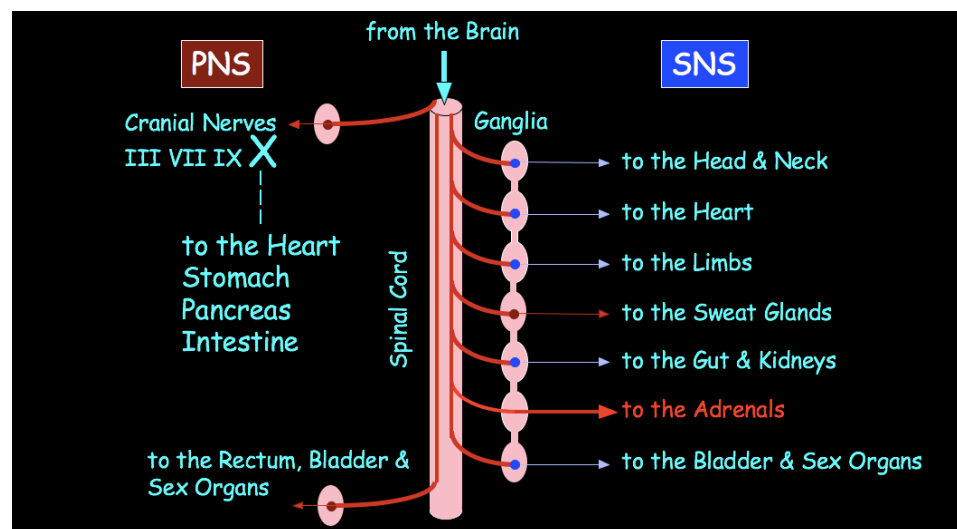 from the Brain
PNS
SNS
Cranial Nerves
III VII IX X
to the Heart
Stomach
Pancreas
Intestine
to the Rectum, Bladder &
Sex Organs
Spinal Cord
Ganglia
to the Head & Neck
to the Heart
to the Limbs
to the Sweat Glands
to the Gut & Kidneys
to the Adrenals
to the Bladder & Sex Organs